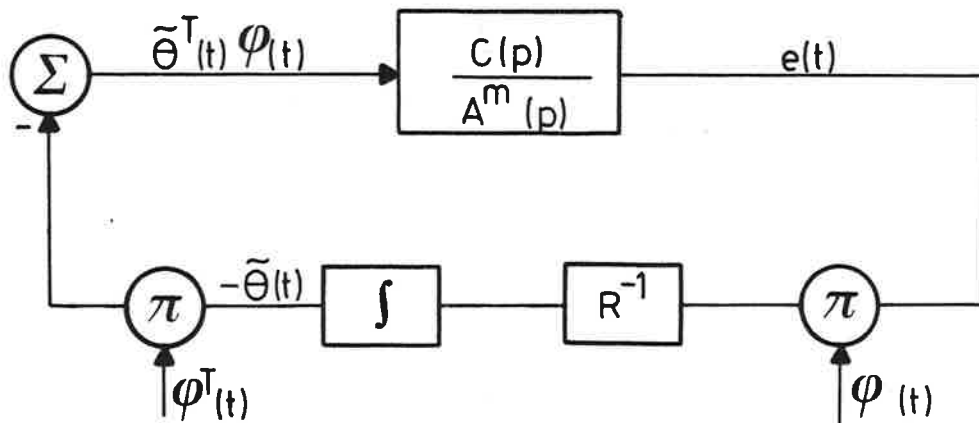 Σ
θ̃ᵀ(t) φ(t)
C(p)
Aᵐ(p)
e(t)
-
π
-θ̃(t)
∫
R⁻¹
π
φᵀ(t)
φ (t)